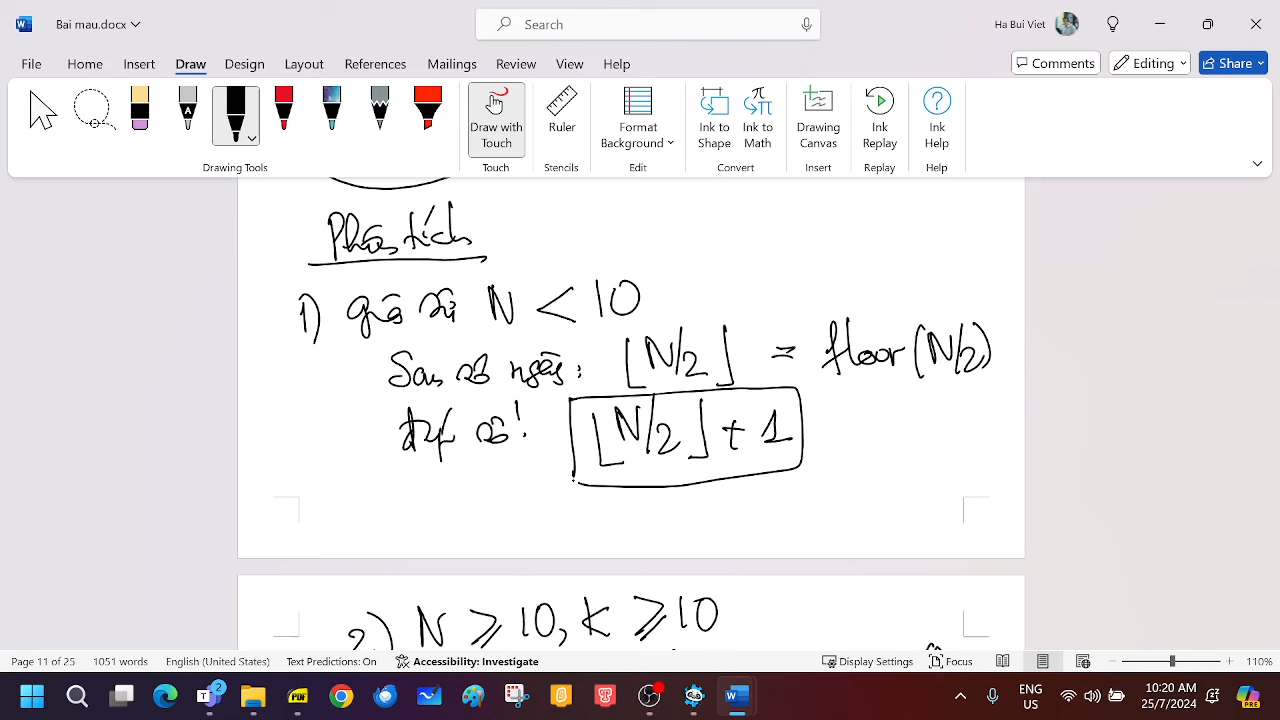 Bai mau.docx
Search
Ha Bui Viet
File Home Insert Draw Design Layout References Mailings Review View Help
Comments Editing Share
Draw with Touch
Ruler
Format Background
Ink to Shape
Ink to Math
Drawing Canvas
Ink Replay
Ink Help
Drawing Tools Touch Stencils Edit Convert Insert Replay Help
Phân tích
1) giả sử N < 10
Sau số ngày: ⌊N/2⌋ = floor(N/2)
⌊N/2⌋ + 1
2) N ⩾ 10, k ⩾ 10
Page 11 of 25 1051 words English (United States) Text Predictions: On Accessibility: Investigate Display Settings Focus 110%
2
ENG
US
10:20 AM
25/7/2024